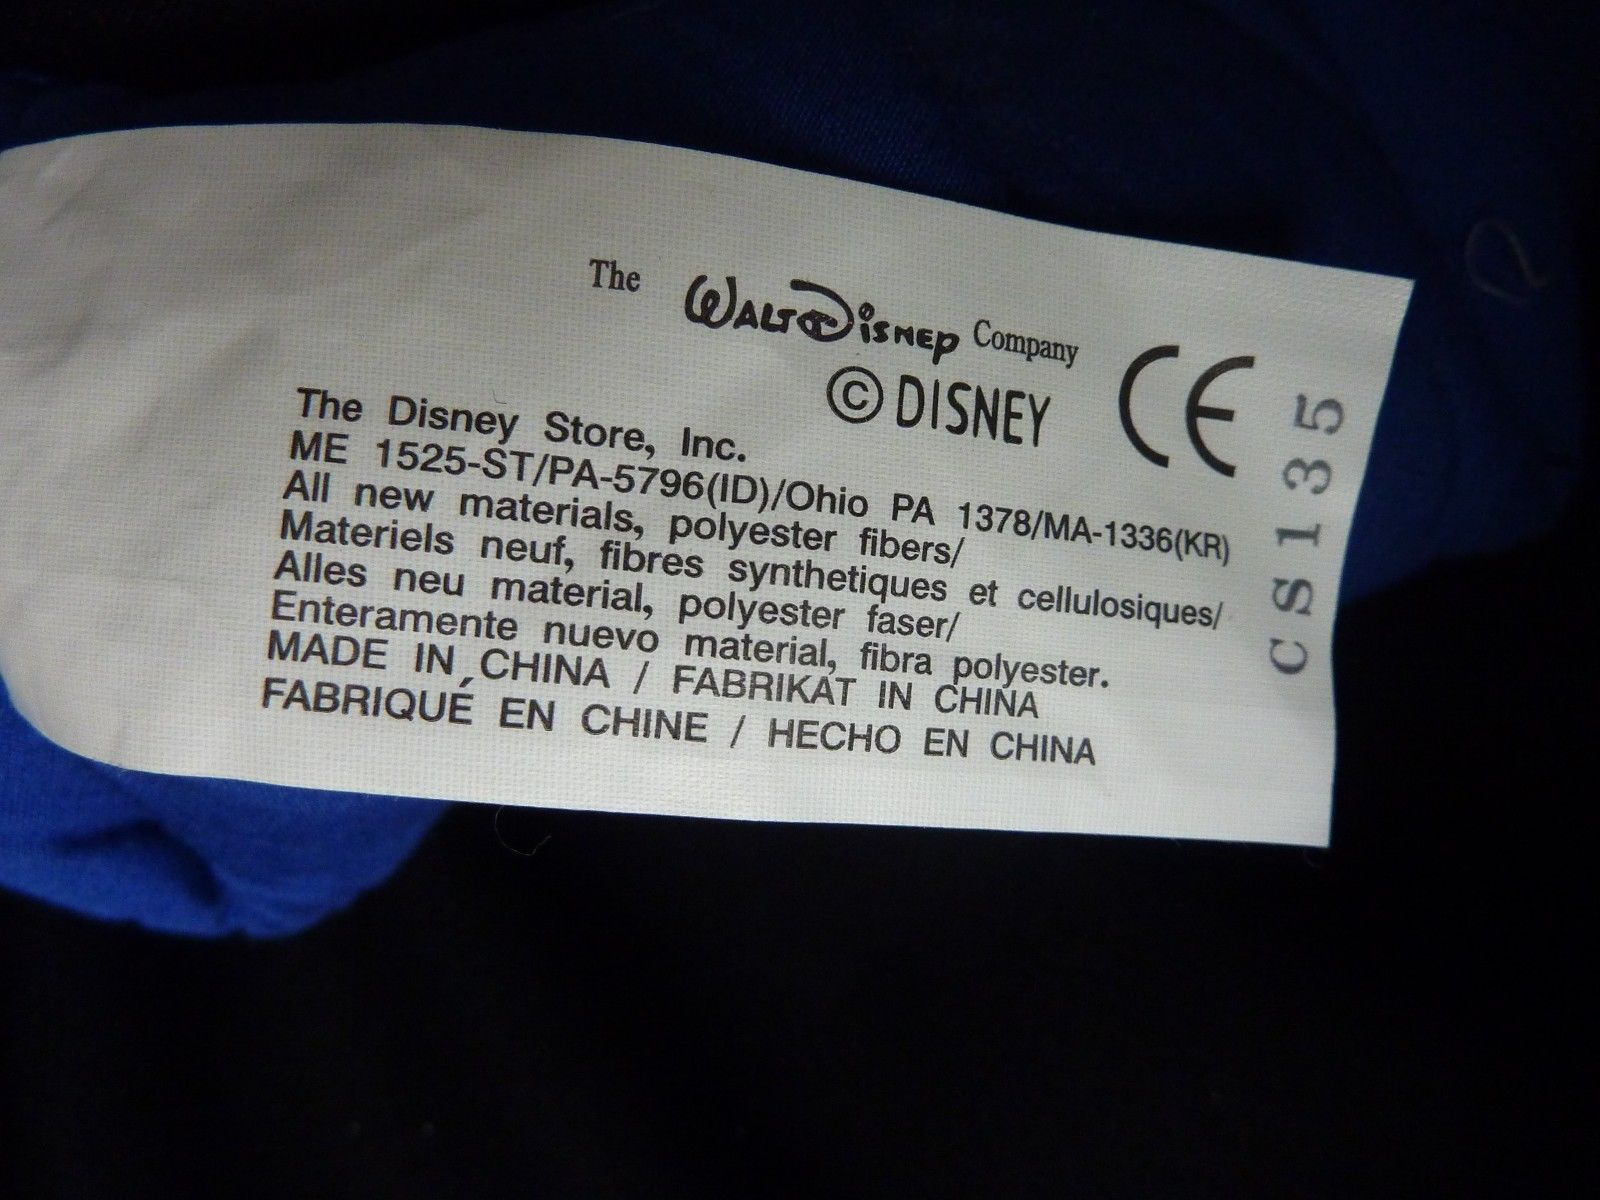 The WALT DISNEY Company
© DISNEY
CE
The Disney Store, Inc.
ME 1525-ST/PA-5796(ID)/Ohio PA 1378/MA-1336(KR)
All new materials, polyester fibers/
Materiels neuf, fibres synthetiques et cellulosiques/
Alles neu material, polyester faser/
Enteramente nuevo material, fibra polyester.
MADE IN CHINA / FABRIKAT IN CHINA
FABRIQUÉ EN CHINE / HECHO EN CHINA
CS135